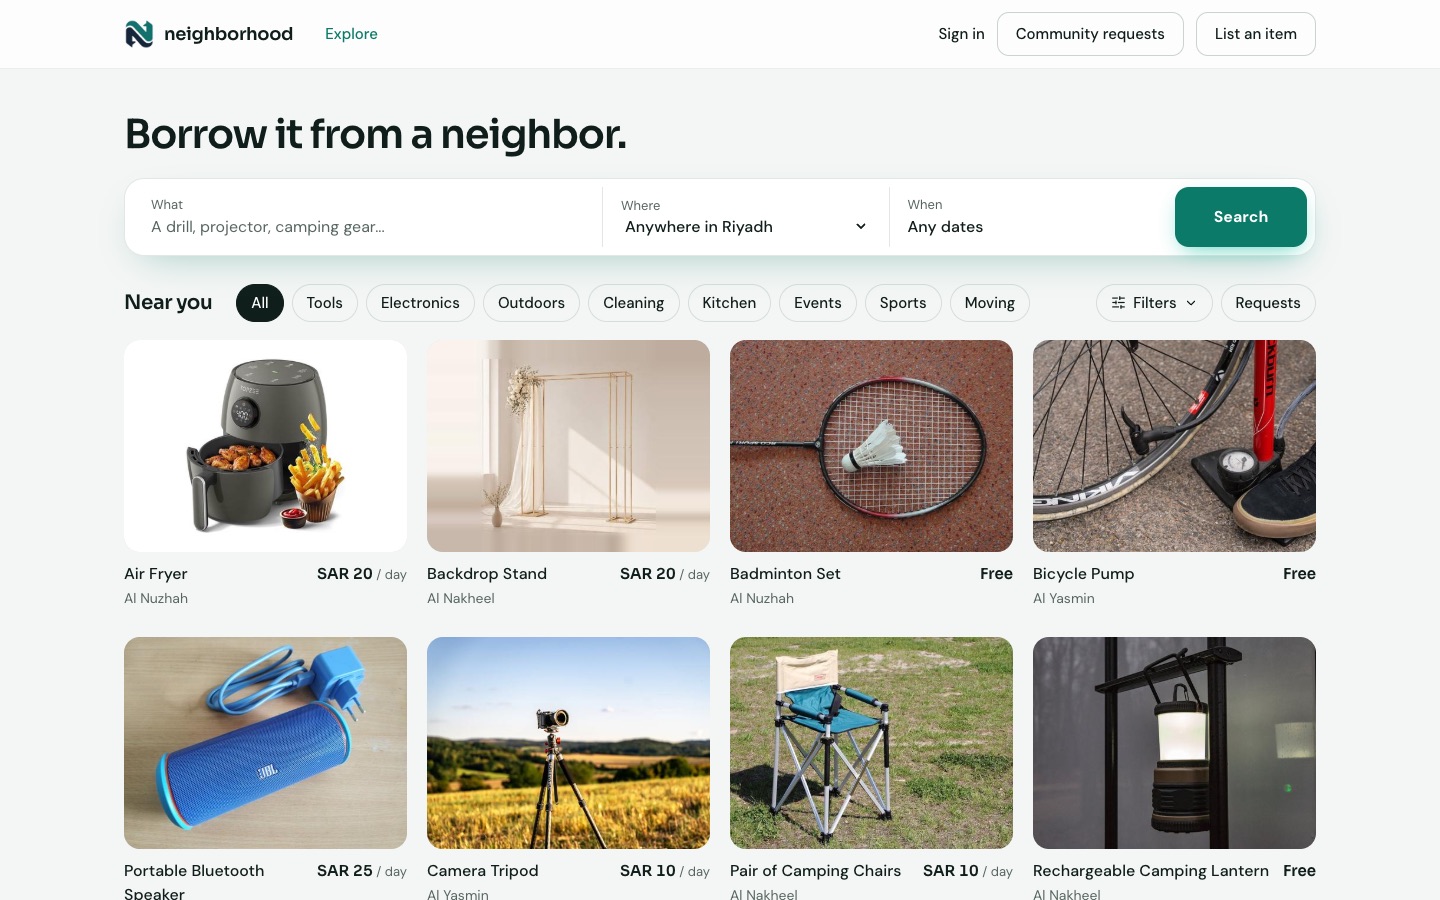 neighborhood
Explore
Sign in
Community requests
List an item
Borrow it from a neighbor.
What
A drill, projector, camping gear...
Where
Anywhere in Riyadh
When
Any dates
Search
Near you
All
Tools
Electronics
Outdoors
Cleaning
Kitchen
Events
Sports
Moving
Filters
Requests
Air Fryer
SAR 20 / day
Al Nuzhah
Backdrop Stand
SAR 20 / day
Al Nakheel
Badminton Set
Free
Al Nuzhah
Bicycle Pump
Free
Al Yasmin
JBL
Portable Bluetooth
Speaker
SAR 25 / day
Camera Tripod
SAR 10 / day
Al Yasmin
Pair of Camping Chairs
SAR 10 / day
Al Nakheel
Rechargeable Camping Lantern
Free
Al Nakheel